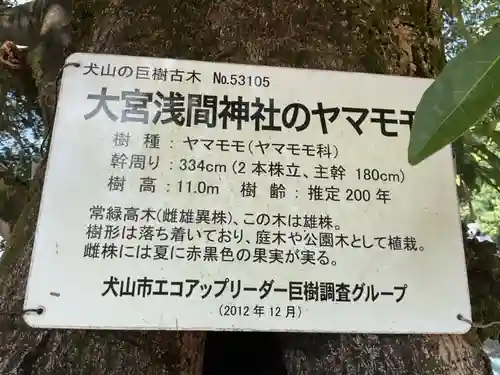 犬山の巨樹古木 No.53105
大宮浅間神社のヤマモモ
樹 種：ヤマモモ(ヤマモモ科)
幹周り：334cm (2本株立、主幹 180cm)
樹 高：11.0m 樹 齢：推定 200 年
常緑高木(雌雄異株)、この木は雄株。
樹形は落ち着いており、庭木や公園木として植栽。
雌株には夏に赤黒色の果実が実る。
犬山市エコアップリーダー巨樹調査グループ
(2012 年 12 月)